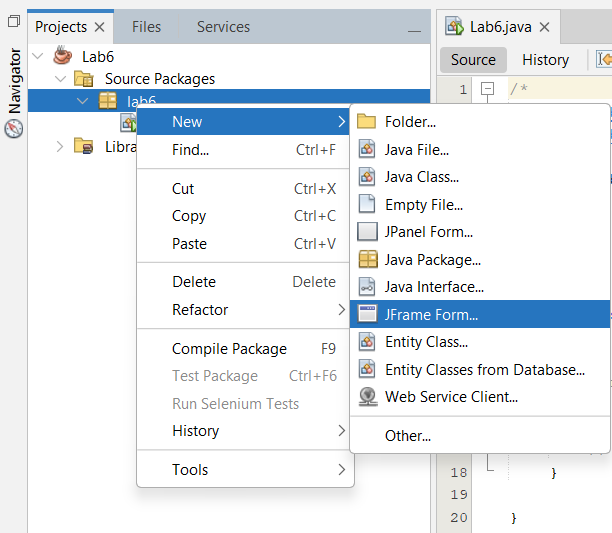 Projects
Files
Services
Navigator
Lab6
Source Packages
lab6
New
Find... Ctrl+F
Cut Ctrl+X
Copy Ctrl+C
Paste Ctrl+V
Delete Delete
Refactor
Compile Package F9
Test Package Ctrl+F6
Run Selenium Tests
History
Tools
Folder...
Java File...
Java Class...
Empty File...
JPanel Form...
Java Package...
Java Interface...
JFrame Form...
Entity Class...
Entity Classes from Database...
Web Service Client...
Other...
Lab6.java
Source History
1 /*
18 }
19
20 }